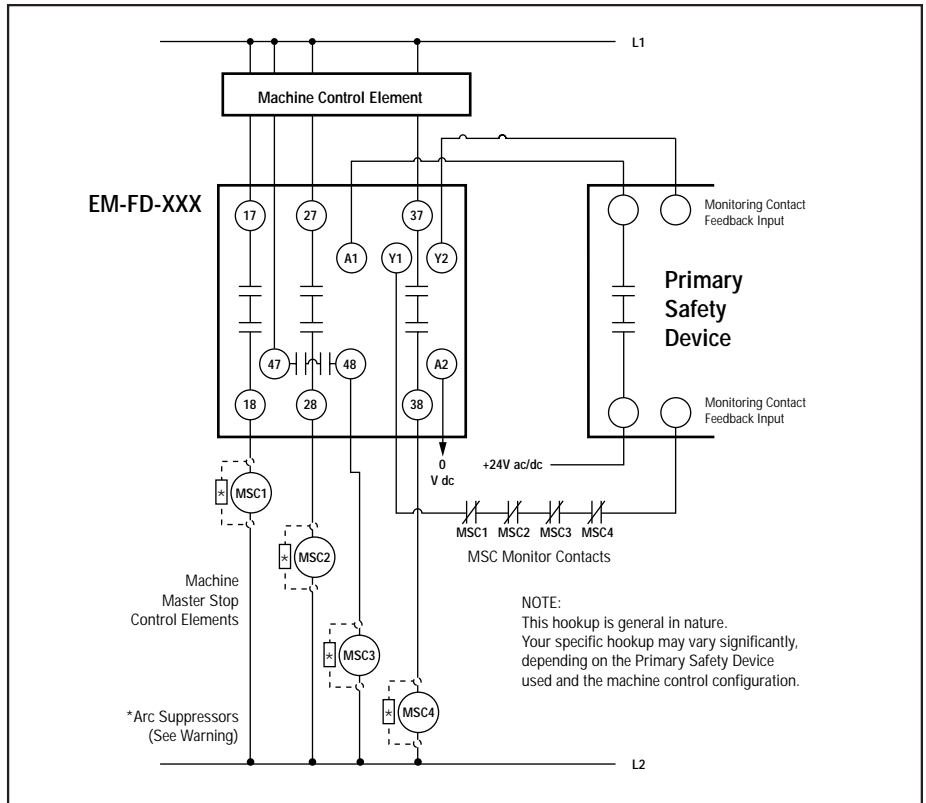 L1
Machine Control Element
EM-FD-XXX
17
27
37
A1
Y1
Y2
47
48
A2
18
28
38
Monitoring Contact
Feedback Input
Primary
Safety
Device
Monitoring Contact
Feedback Input
0
V dc
+24V ac/dc
* MSC1
MSC1 MSC2 MSC3 MSC4
MSC Monitor Contacts
* MSC2
Machine
Master Stop
Control Elements
NOTE:
This hookup is general in nature.
Your specific hookup may vary significantly,
depending on the Primary Safety Device
used and the machine control configuration.
* MSC3
* MSC4
*Arc Suppressors
(See Warning)
L2